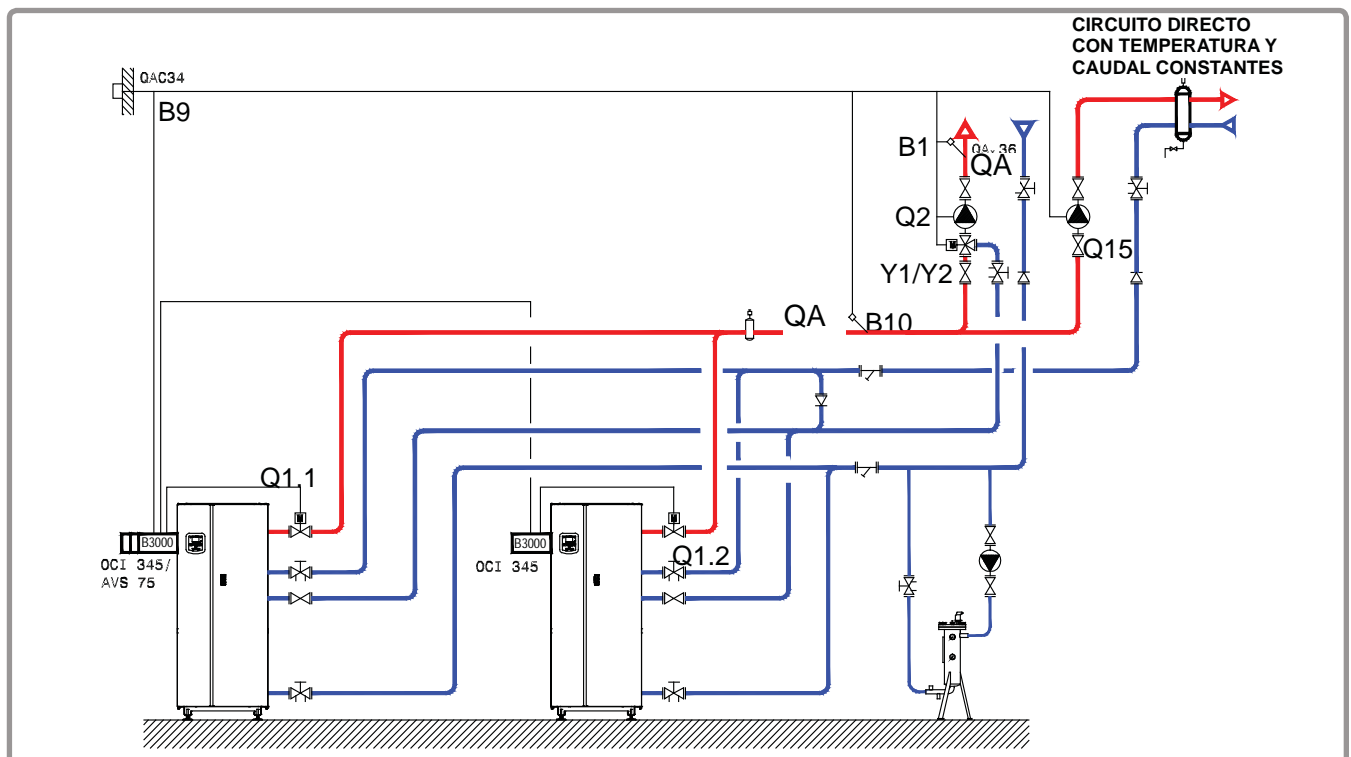 CIRCUITO DIRECTO
CON TEMPERATURA Y
CAUDAL CONSTANTES
QAC34
B9
B1
QA
36
Q2
Q15
Y1/Y2
QA
B10
Q1.1
B3000
OCI 345/
AVS 75
B3000
OCI 345
Q1.2